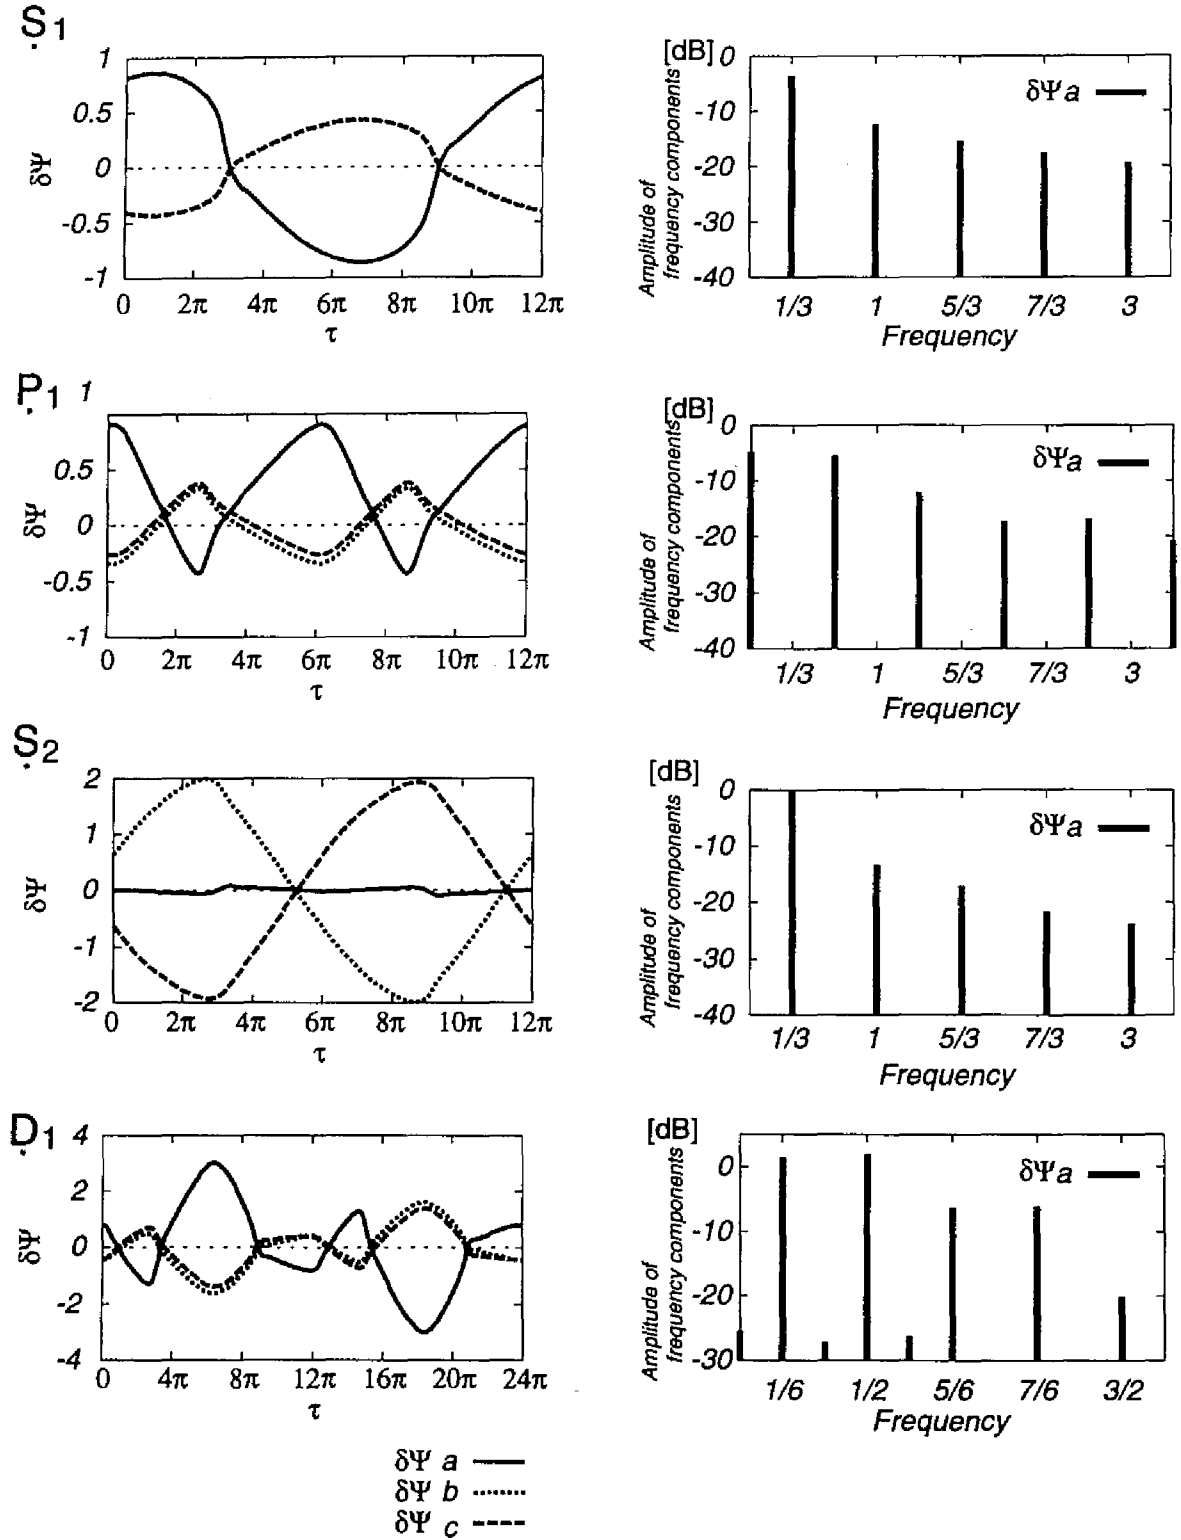 S1
1
0.5
0
-0.5
-1
δΨ
0 2π 4π 6π 8π 10π 12π
τ
[dB]
0
-10
-20
-30
-40
Amplitude of
frequency components
δΨa
1/3 1 5/3 7/3 3
Frequency
P1
1
0.5
0
-0.5
-1
δΨ
0 2π 4π 6π 8π 10π 12π
τ
[dB]
0
-10
-20
-30
-40
Amplitude of
frequency components
δΨa
1/3 1 5/3 7/3 3
Frequency
S2
2
1
0
-1
-2
δΨ
0 2π 4π 6π 8π 10π 12π
τ
[dB]
0
-10
-20
-30
-40
Amplitude of
frequency components
δΨa
1/3 1 5/3 7/3 3
Frequency
D1
4
2
0
-2
-4
δΨ
0 4π 8π 12π 16π 20π 24π
τ
[dB]
0
-10
-20
-30
Amplitude of
frequency components
δΨa
1/6 1/2 5/6 7/6 3/2
Frequency
δΨ a
δΨ b
δΨ c